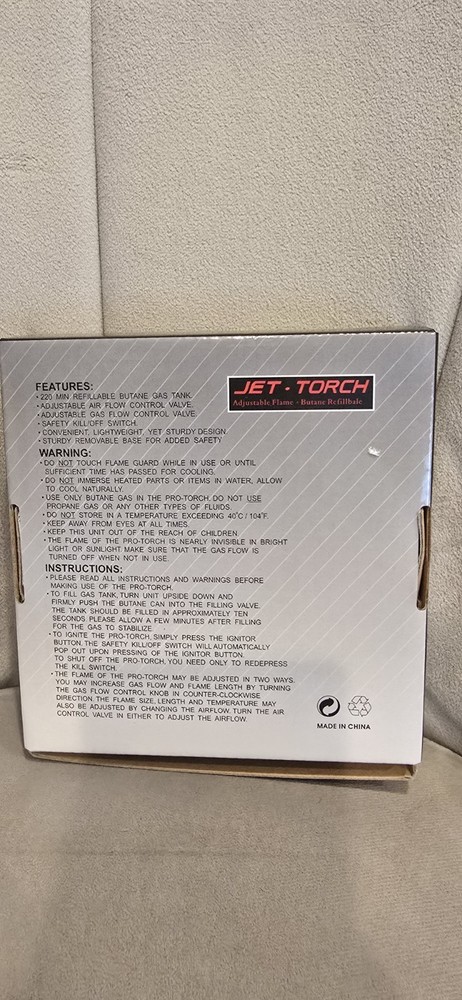 JET - TORCH
Adjustable Flame - Butane Refillbale
FEATURES:
• 220 MIN REFILLABLE BUTANE GAS TANK.
• ADJUSTABLE AIR FLOW CONTROL VALVE.
• ADJUSTABLE GAS FLOW CONTROL VALVE.
• SAFETY KILL/OFF SWITCH.
• CONVENIENT, LIGHTWEIGHT, YET STURDY DESIGN.
• STURDY REMOVABLE BASE FOR ADDED SAFETY
WARNING:
• DO NOT TOUCH FLAME GUARD WHILE IN USE OR UNTIL
SUFFICIENT TIME HAS PASSED FOR COOLING.
• DO NOT IMMERSE HEATED PARTS OR ITEMS IN WATER, ALLOW
TO COOL NATURALLY.
• USE ONLY BUTANE GAS IN THE PRO-TORCH. DO NOT USE
PROPANE GAS OR ANY OTHER TYPES OF FLUIDS.
• DO NOT STORE IN A TEMPERATURE EXCEEDING 40°C / 104°F.
• KEEP AWAY FROM EYES AT ALL TIMES.
• KEEP THIS UNIT OUT OF THE REACH OF CHILDREN.
• THE FLAME OF THE PRO-TORCH IS NEARLY INVISIBLE IN BRIGHT
LIGHT OR SUNLIGHT MAKE SURE THAT THE GAS FLOW IS
TURNED OFF WHEN NOT IN USE.
INSTRUCTIONS:
• PLEASE READ ALL INSTRUCTIONS AND WARNINGS BEFORE
MAKING USE OF THE PRO-TORCH.
• TO FILL GAS TANK, TURN UNIT UPSIDE DOWN AND
FIRMLY PUSH THE BUTANE CAN INTO THE FILLING VALVE.
THE TANK SHOULD BE FILLED IN APPROXIMATELY TEN
SECONDS. PLEASE ALLOW A FEW MINUTES AFTER FILLING
FOR THE GAS TO STABILIZE.
• TO IGNITE THE PRO-TORCH, SIMPLY PRESS THE IGNITOR
BUTTON. THE SAFETY KILL/OFF SWITCH WILL AUTOMATICALLY
POP OUT UPON PRESSING OF THE IGNITOR BUTTON.
TO SHUT OFF THE PRO-TORCH, YOU NEED ONLY TO REDEPRESS
THE KILL SWITCH.
• THE FLAME OF THE PRO-TORCH MAY BE ADJUSTED IN TWO WAYS.
YOU MAY INCREASE GAS FLOW AND FLAME LENGTH BY TURNING
THE GAS FLOW CONTROL KNOB IN COUNTER-CLOCKWISE
DIRECTION. THE FLAME SIZE, LENGTH AND TEMPERATURE MAY
ALSO BE ADJUSTED BY CHANGING THE AIRFLOW. TURN THE AIR
CONTROL VALVE IN EITHER TO ADJUST THE AIRFLOW.
MADE IN CHINA